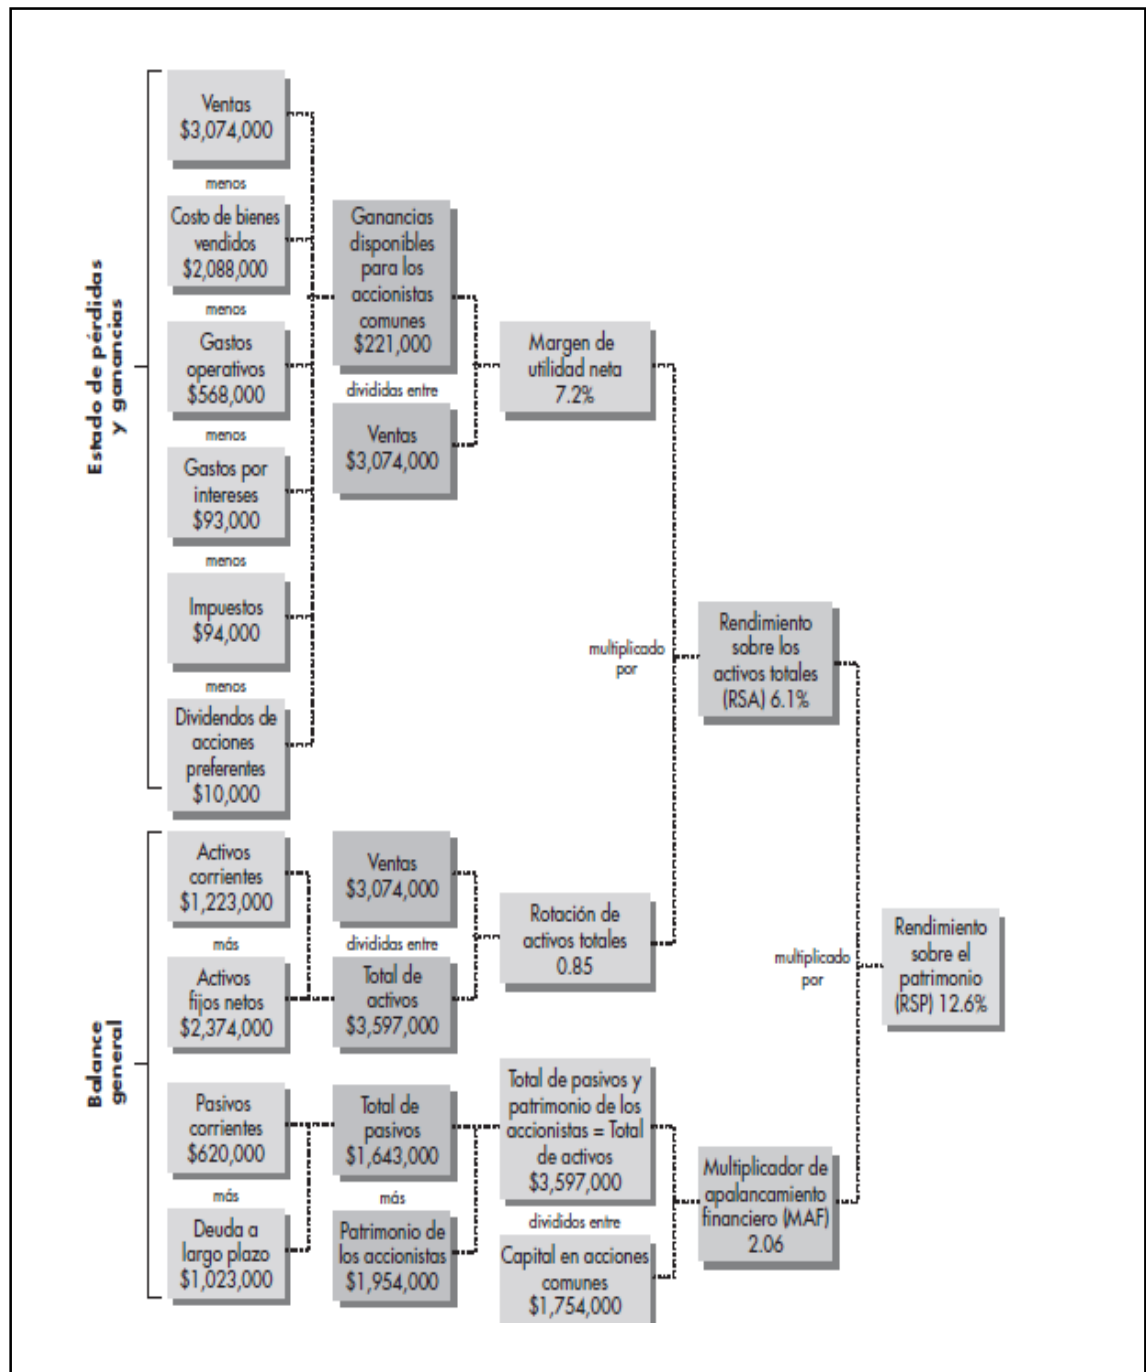 Estado de pérdidas
y ganancias
Ventas
$3,074,000
menos
Costo de bienes
vendidos
$2,088,000
menos
Gastos
operativos
$568,000
menos
Gastos por
intereses
$93,000
menos
Impuestos
$94,000
menos
Dividendos de
acciones
preferentes
$10,000
Ganancias
disponibles
para los
accionistas
comunes
$221,000
divididas entre
Ventas
$3,074,000
Margen de
utilidad neta
7.2%
multiplicado
por
Rendimiento
sobre los
activos totales
(RSA) 6.1%
Balance
general
Activos
corrientes
$1,223,000
más
Activos
fijos netos
$2,374,000
Ventas
$3,074,000
divididas entre
Total de
activos
$3,597,000
Rotación de
activos totales
0.85
multiplicado
por
Rendimiento
sobre el
patrimonio
(RSP) 12.6%
Pasivos
corrientes
$620,000
más
Deuda a
largo plazo
$1,023,000
Total de
pasivos
$1,643,000
más
Patrimonio de
los accionistas
$1,954,000
Total de pasivos y
patrimonio de los
accionistas = Total
de activos
$3,597,000
divididos entre
Capital en acciones
comunes
$1,754,000
Multiplicador de
apalancamiento
financiero (MAF)
2.06